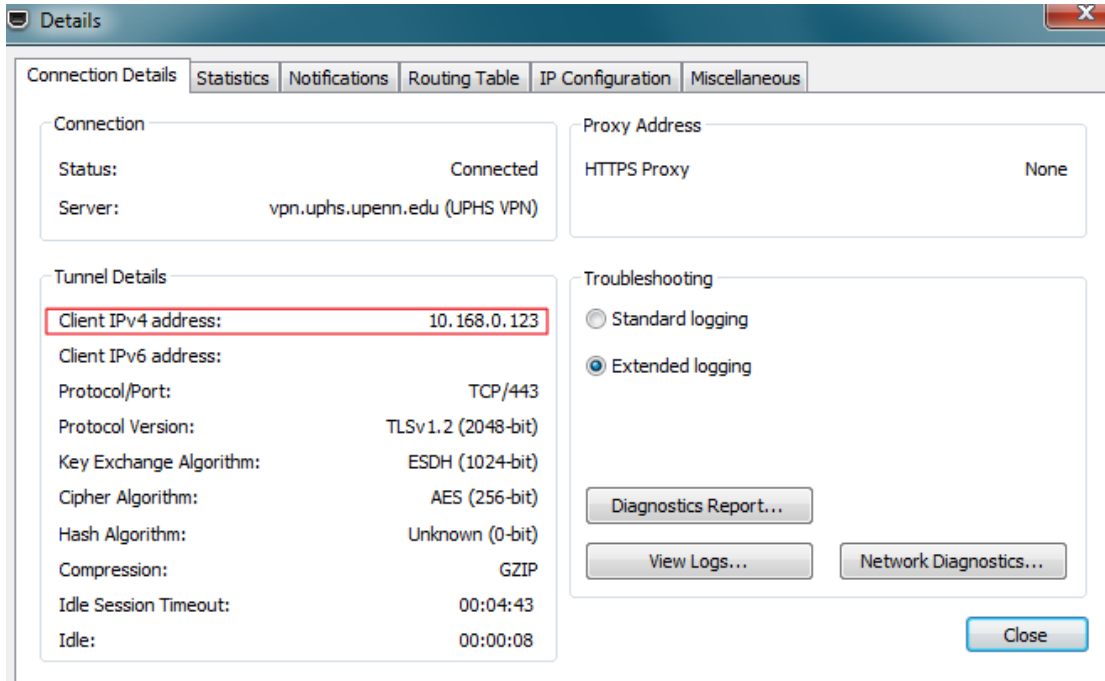 Details
X
Connection Details Statistics Notifications Routing Table IP Configuration Miscellaneous
Connection
Status: Connected
Server: vpn.uphs.upenn.edu (UPHS VPN)
Proxy Address
HTTPS Proxy None
Tunnel Details
Client IPv4 address: 10.168.0.123
Client IPv6 address:
Protocol/Port: TCP/443
Protocol Version: TLSv1.2 (2048-bit)
Key Exchange Algorithm: ESDH (1024-bit)
Cipher Algorithm: AES (256-bit)
Hash Algorithm: Unknown (0-bit)
Compression: GZIP
Idle Session Timeout: 00:04:43
Idle: 00:00:08
Troubleshooting
Standard logging
Extended logging
Diagnostics Report...
View Logs... Network Diagnostics...
Close